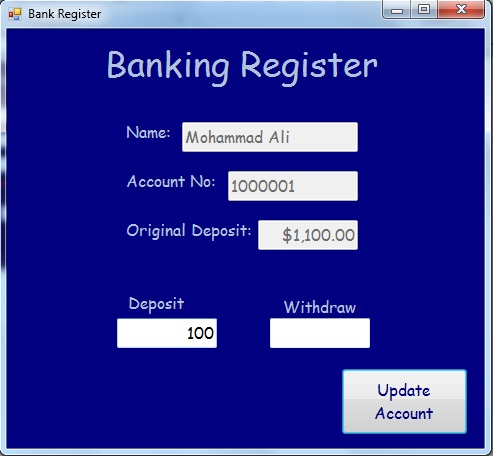 Bank Register
Banking Register
Name: Mohammad Ali
Account No: 1000001
Original Deposit: $1,100.00
Deposit Withdraw
100
Update
Account